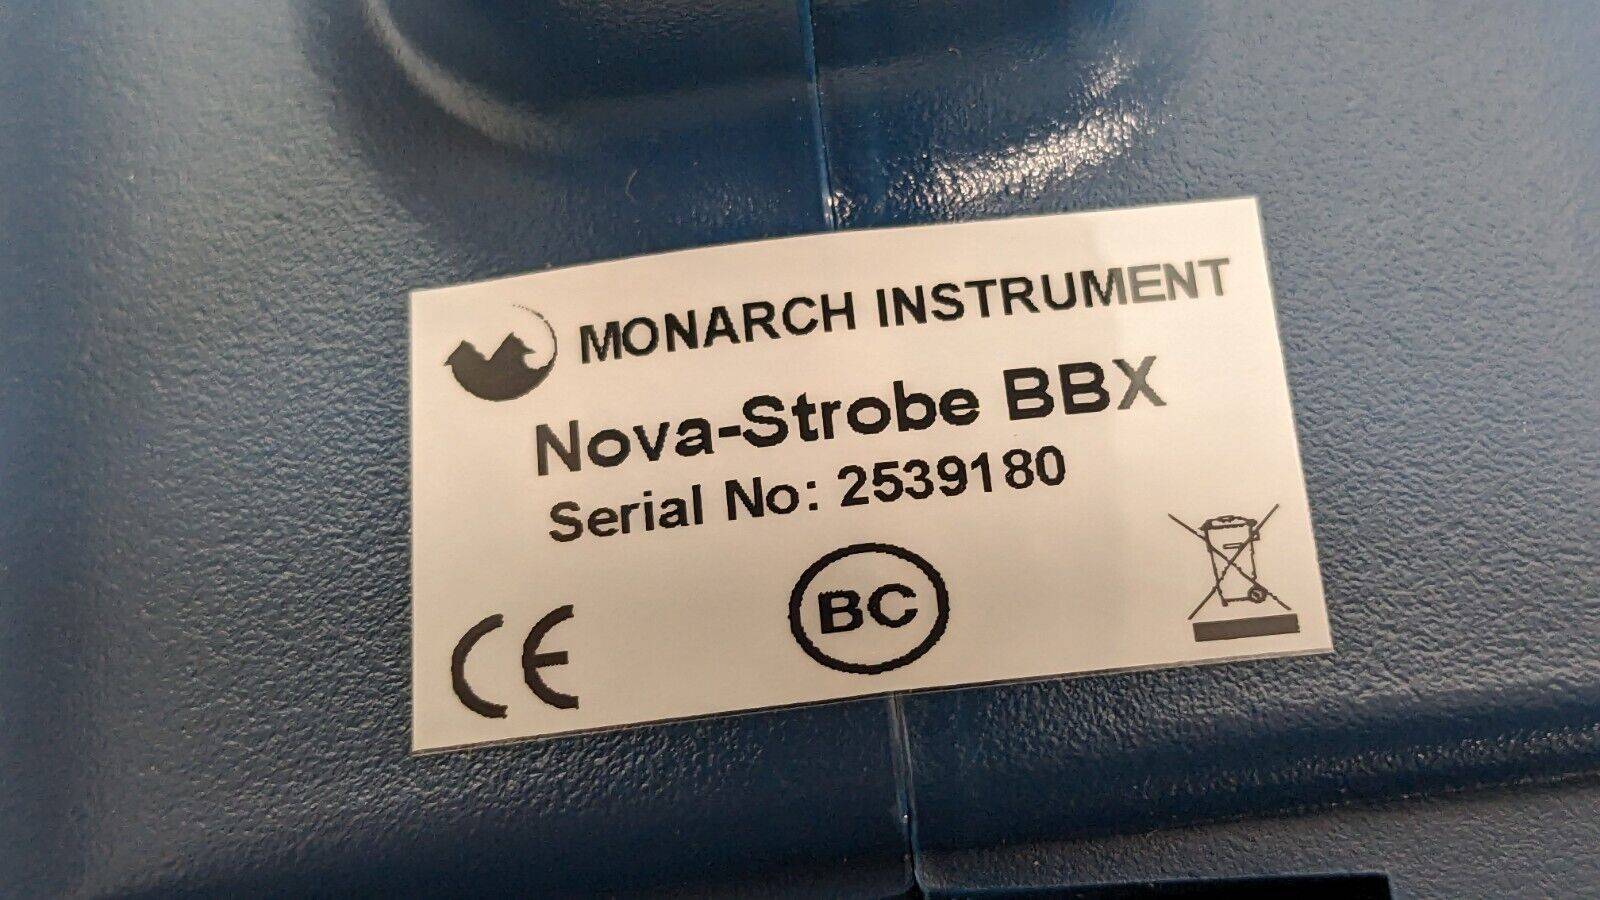 MONARCH INSTRUMENT
Nova-Strobe BBX
Serial No: 2539180
CE
BC